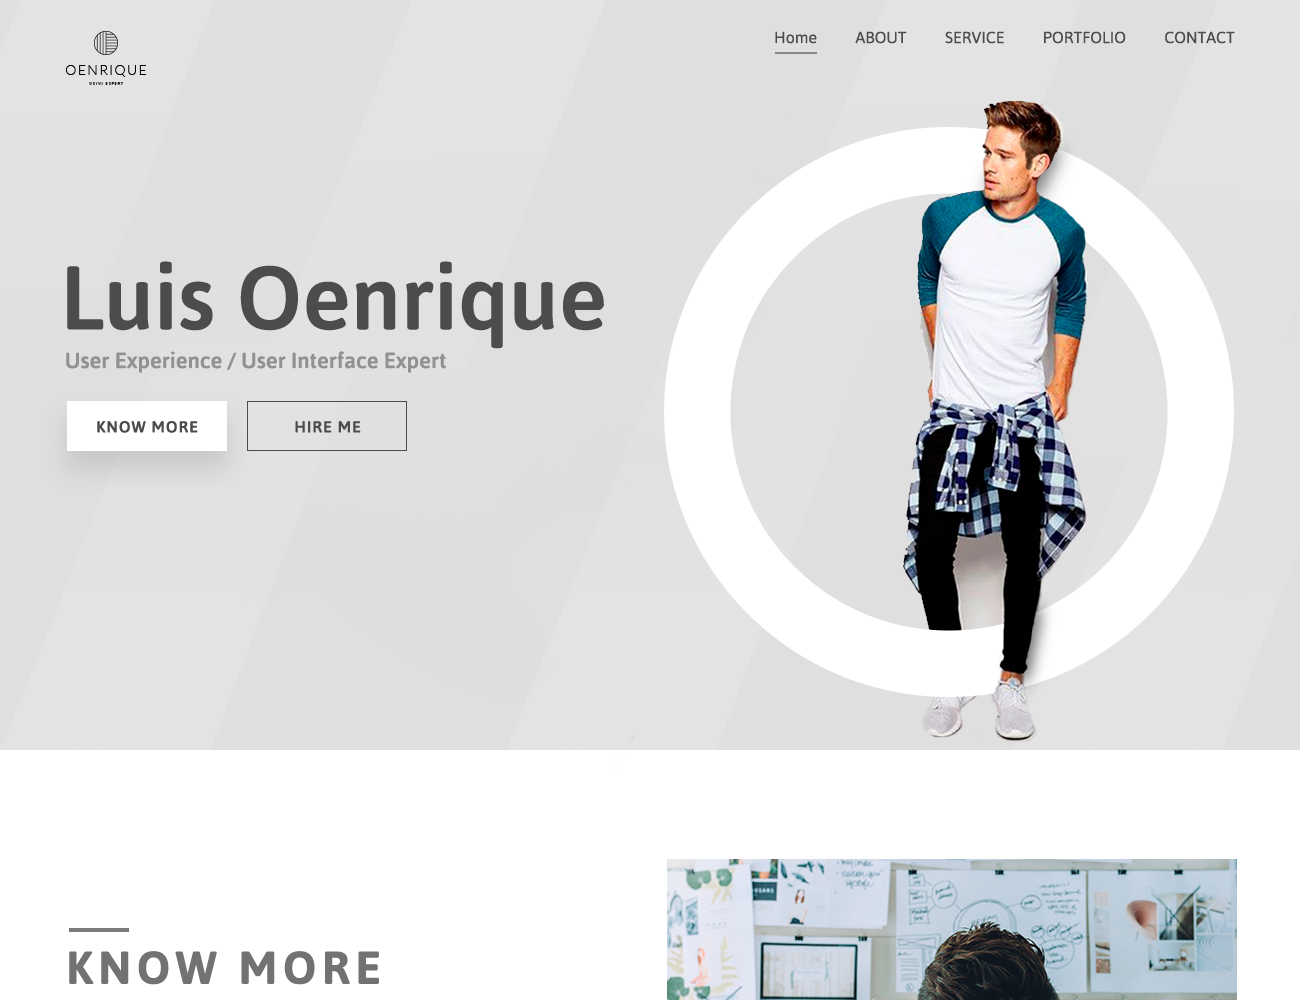 OENRIQUE
UX/UI EXPERT
Home ABOUT SERVICE PORTFOLIO CONTACT
Luis Oenrique
User Experience / User Interface Expert
KNOW MORE HIRE ME
KNOW MORE